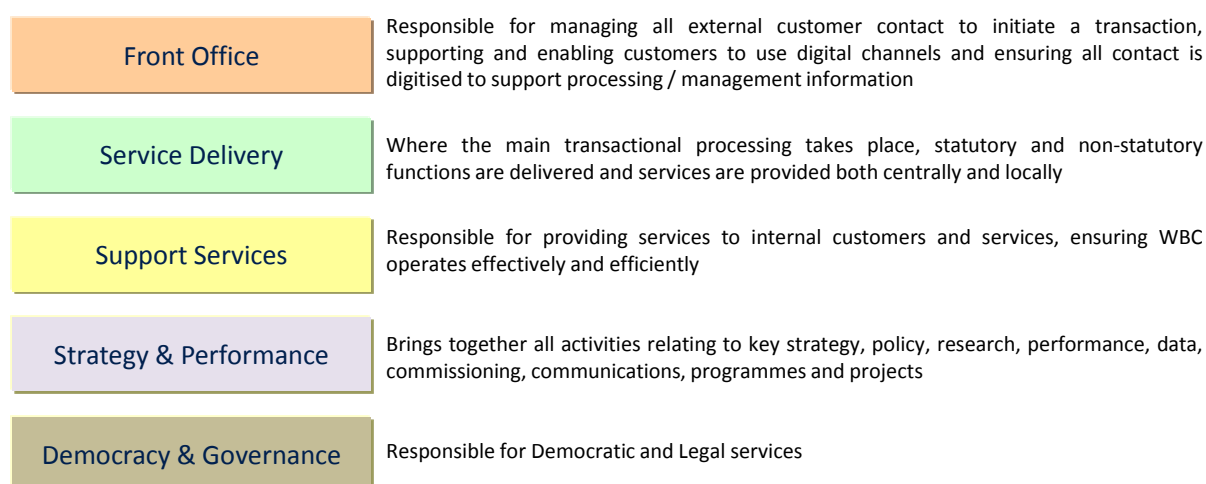 Front Office
Responsible for managing all external customer contact to initiate a transaction,
supporting and enabling customers to use digital channels and ensuring all contact is
digitised to support processing / management information
Service Delivery
Where the main transactional processing takes place, statutory and non-statutory
functions are delivered and services are provided both centrally and locally
Support Services
Responsible for providing services to internal customers and services, ensuring WBC
operates effectively and efficiently
Strategy & Performance
Brings together all activities relating to key strategy, policy, research, performance, data,
commissioning, communications, programmes and projects
Democracy & Governance
Responsible for Democratic and Legal services